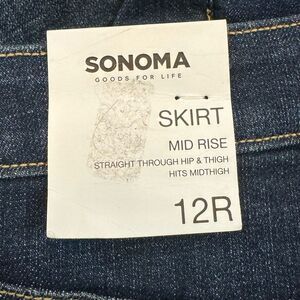 SONOMA
GOODS FOR LIFE
SKIRT
MID RISE
STRAIGHT THROUGH HIP & THIGH
HITS MIDTHIGH
12R